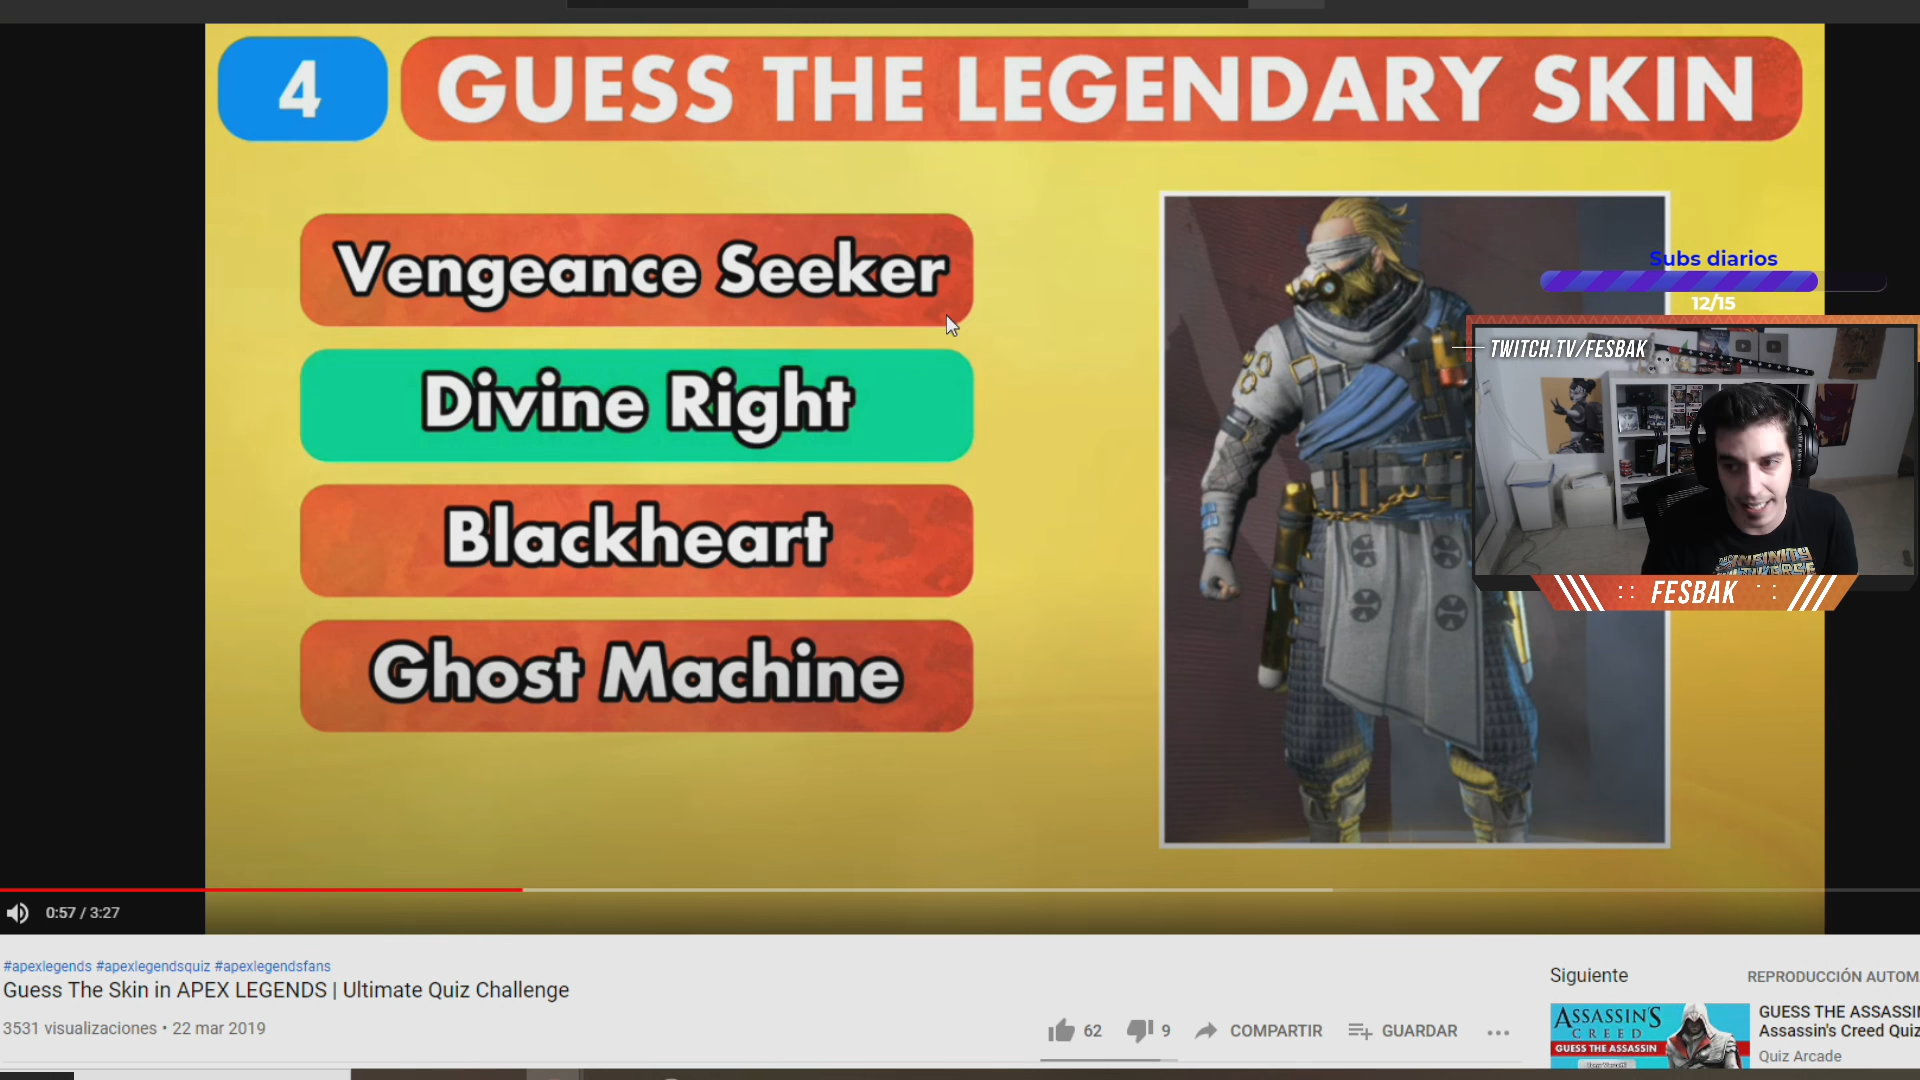 4
GUESS THE LEGENDARY SKIN
Vengeance Seeker
Divine Right
Blackheart
Ghost Machine
Subs diarios
12/15
TWITCH.TV/FESBAK
FESBAK
0:57 / 3:27
#apexlegends #apexlegendsquiz #apexlegendsfans
Guess The Skin in APEX LEGENDS | Ultimate Quiz Challenge
3531 visualizaciones • 22 mar 2019
62
9
COMPARTIR
GUARDAR
Siguiente
REPRODUCCIÓN AUTOM
ASSASSIN'S
CREED
GUESS THE ASSASSIN
GUESS THE ASSASSIN
Assassin's Creed Quiz
Quiz Arcade